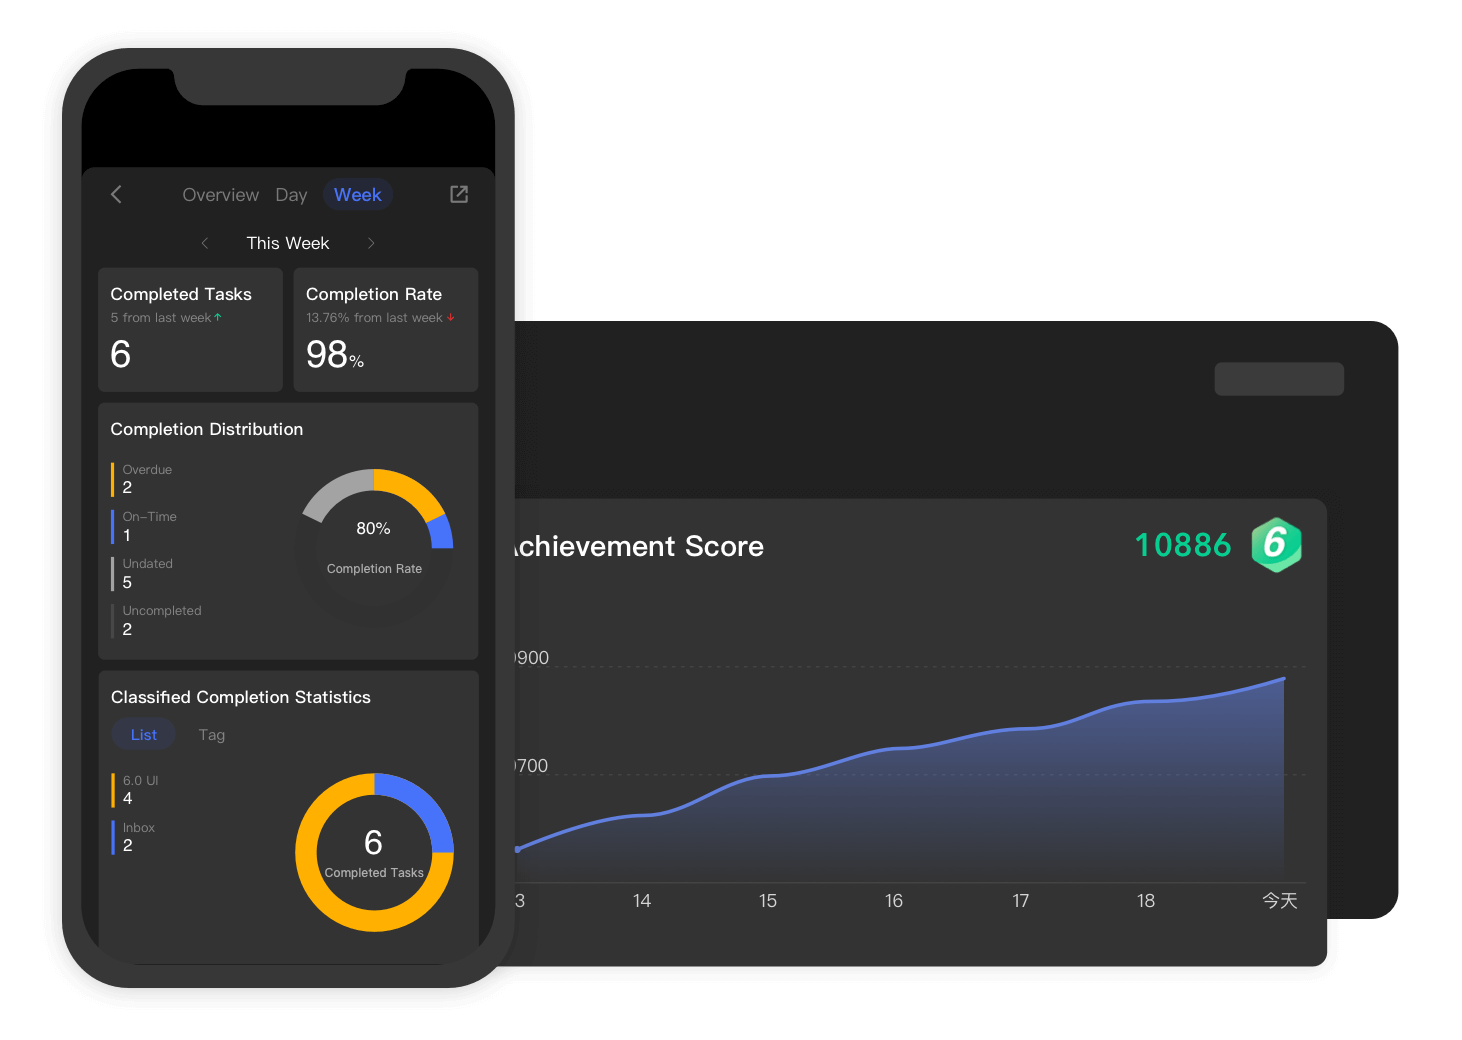 Overview Day Week
This Week
Completed Tasks
5 from last week↑
6
Completion Rate
13.76% from last week ↓
98%
Completion Distribution
Overdue
2
On-Time
1
Undated
5
Uncompleted
2
80%
Completion Rate
Classified Completion Statistics
List Tag
6.0 UI
4
Inbox
2
6
Completed Tasks
Achievement Score
10886 6
900
700
3 14 15 16 17 18 今天